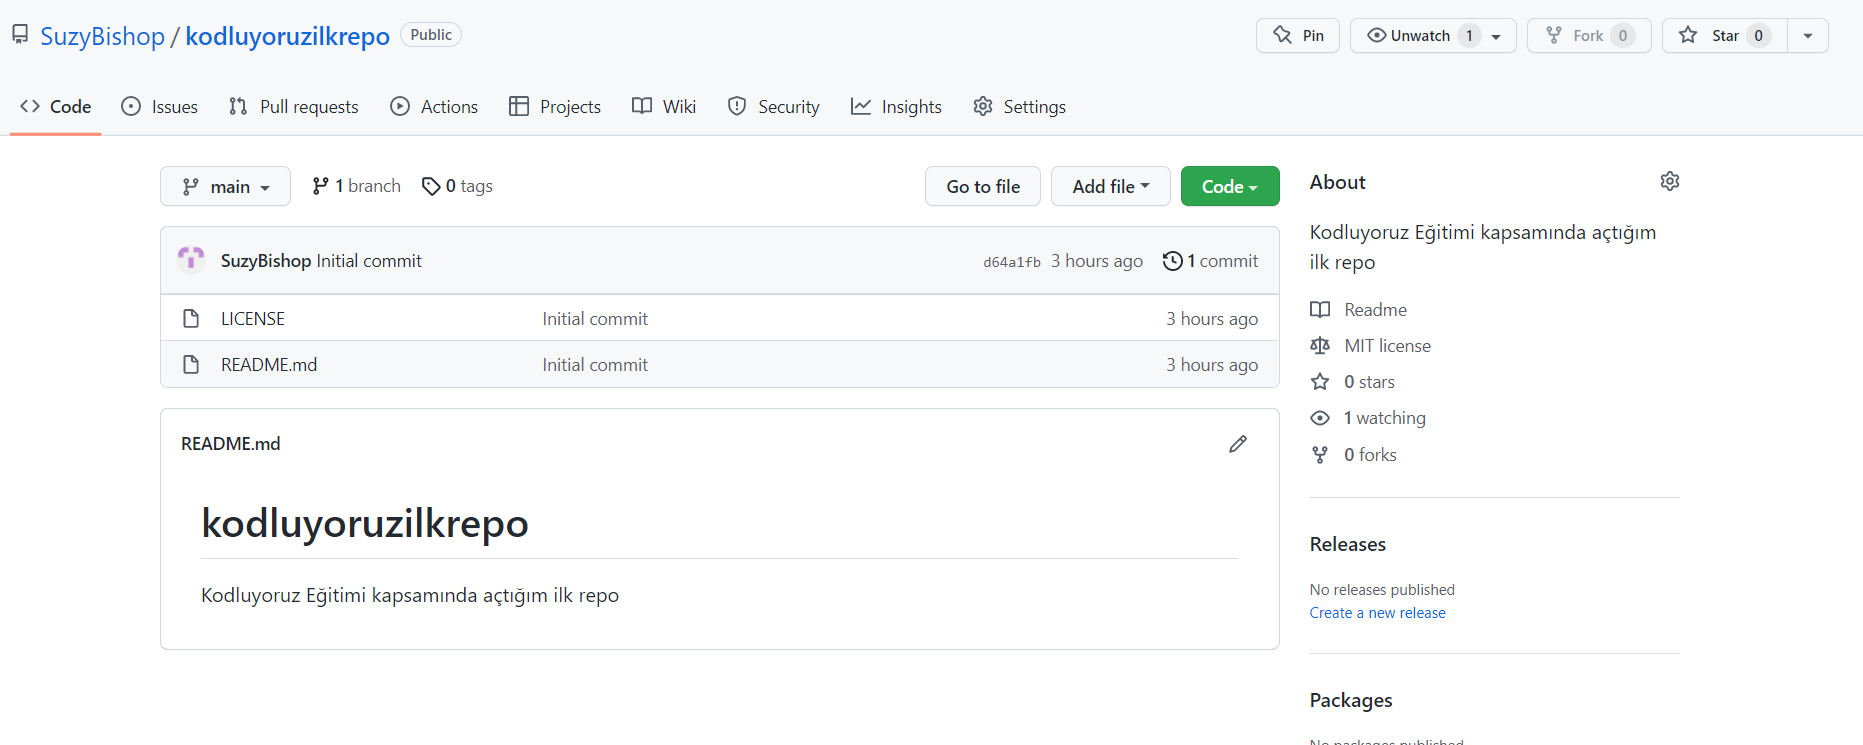 SuzyBishop / kodluyoruzilkrepo Public
Pin Unwatch 1 Fork 0 Star 0
Code Issues Pull requests Actions Projects Wiki Security Insights Settings
main 1 branch 0 tags Go to file Add file Code
SuzyBishop Initial commit d64a1fb 3 hours ago 1 commit
LICENSE Initial commit 3 hours ago
README.md Initial commit 3 hours ago
README.md
kodluyoruzilkrepo
Kodluyoruz Eğitimi kapsamında açtığım ilk repo
About
Kodluyoruz Eğitimi kapsamında açtığım
ilk repo
Readme
MIT license
0 stars
1 watching
0 forks
Releases
No releases published
Create a new release
Packages
No packages published